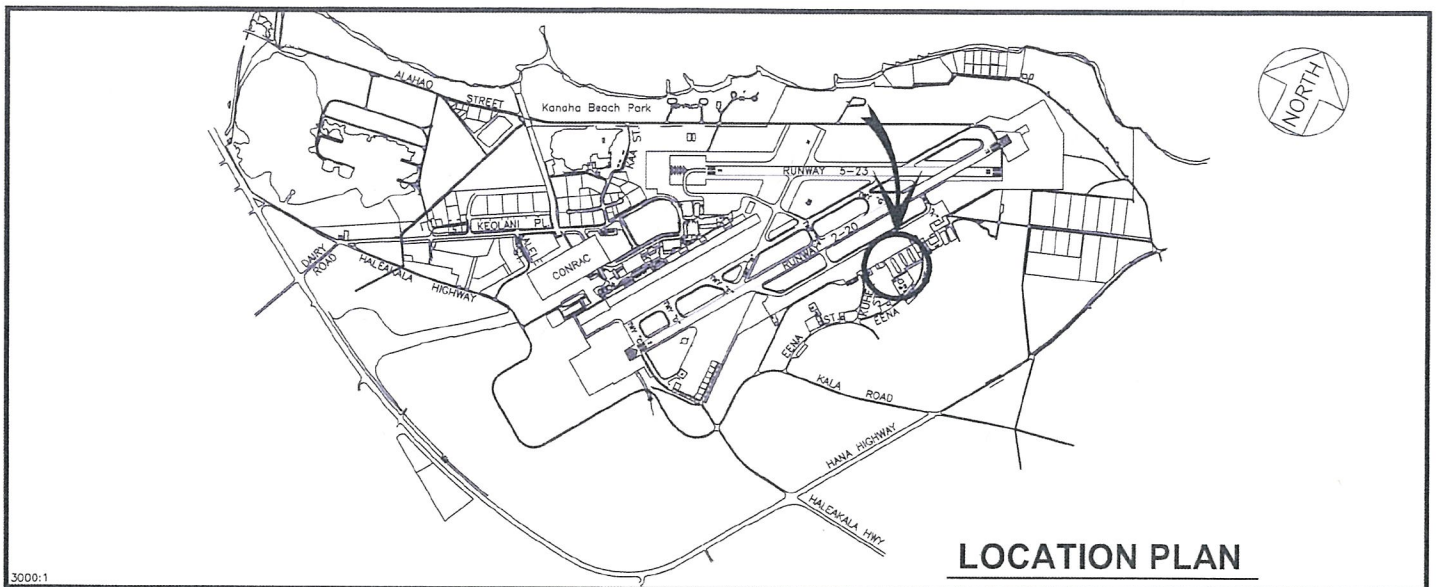 ALAHAO STREET
Kanaha Beach Park
NORTH
KAA ST
RUNWAY 5-23
KEOLANI PL
RUNWAY 2-20
DAIRY ROAD
HALEAKALA HIGHWAY
CONRAC
EENA ST
EENA
KALA ROAD
HANA HIGHWAY
HALEAKALA HWY
LOCATION PLAN
3000:1